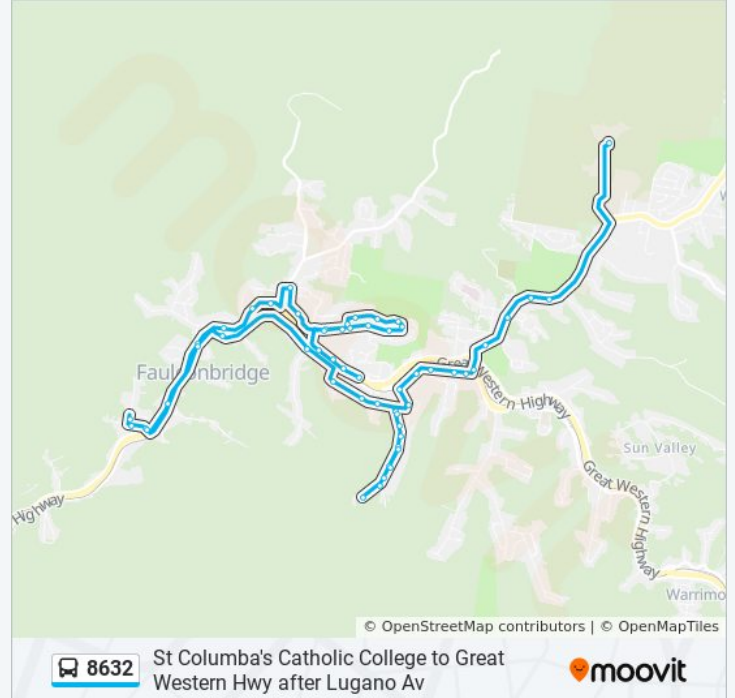 Faulconbridge
Great Western Highway
Sun Valley
Great Western Highway
Highway
Warrimo
© OpenStreetMap contributors | © OpenMapTiles
8632
St Columba's Catholic College to Great
Western Hwy after Lugano Av
moovit